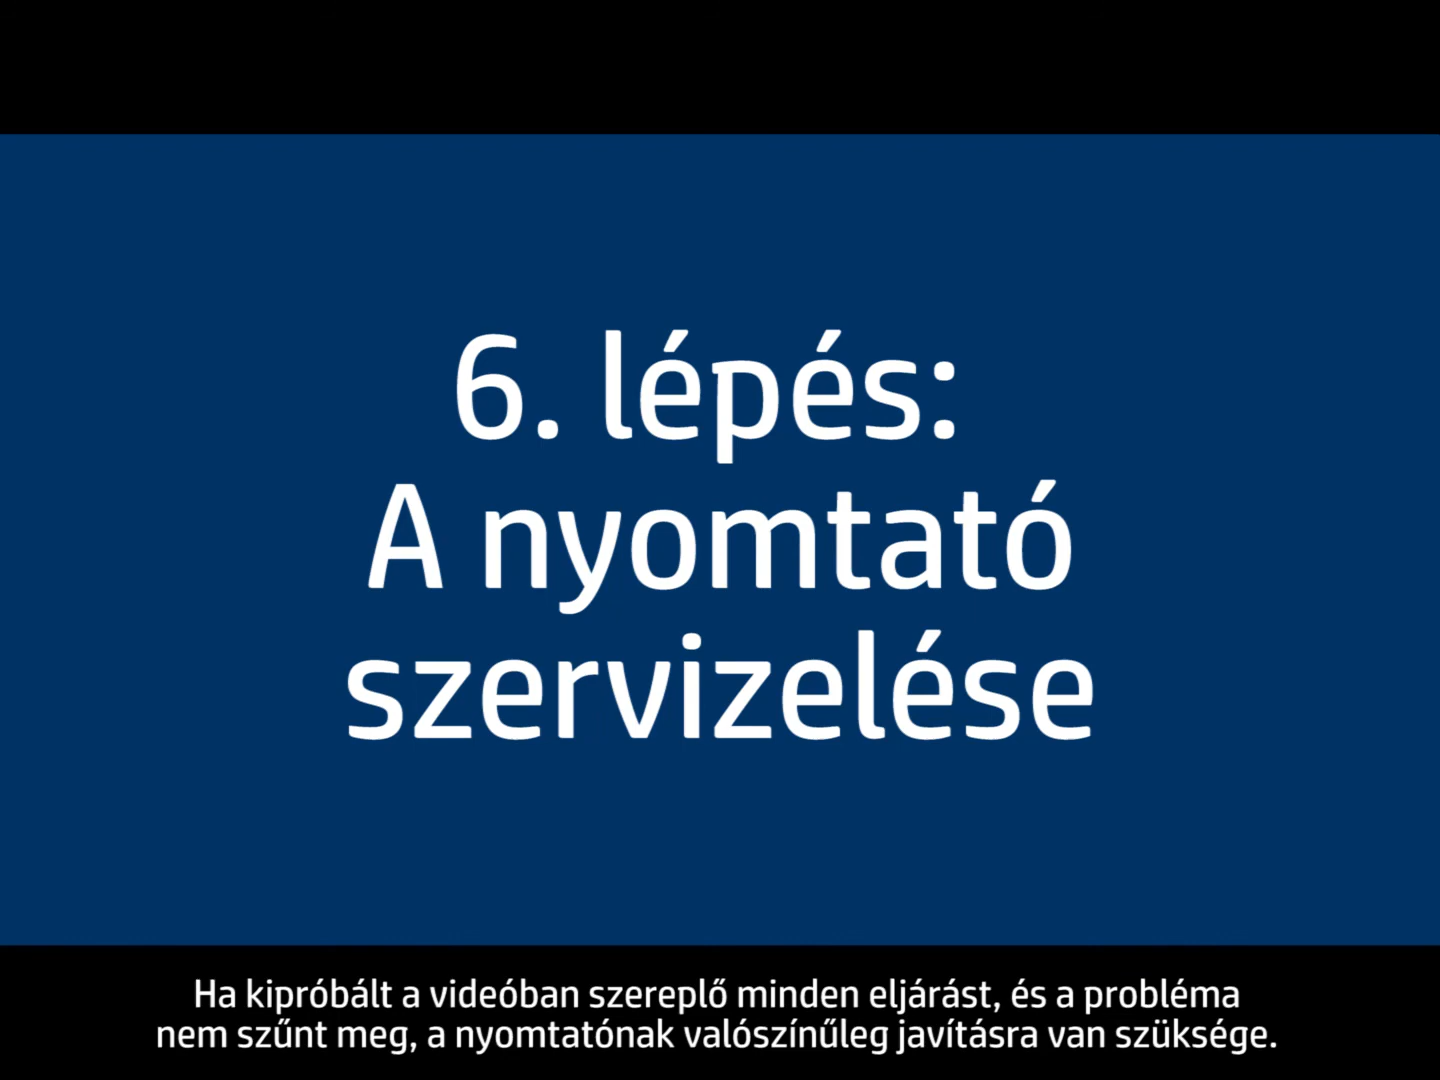 6. lépés:
A nyomtató
szervizelése
Ha kipróbált a videóban szereplő minden eljárást, és a probléma
nem szűnt meg, a nyomtatónak valószínűleg javításra van szüksége.